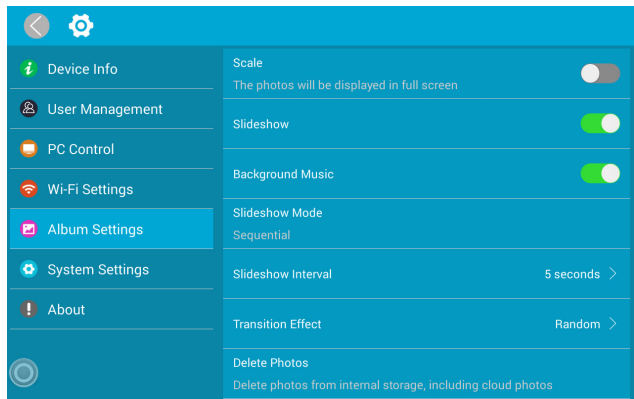 Device Info
User Management
PC Control
Wi-Fi Settings
Album Settings
System Settings
About
Scale
The photos will be displayed in full screen
Slideshow
Background Music
Slideshow Mode
Sequential
Slideshow Interval 5 seconds
Transition Effect Random
Delete Photos
Delete photos from internal storage, including cloud photos